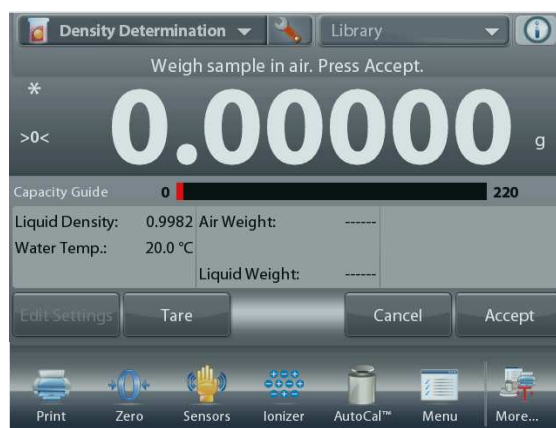 Density Determination Library
Weigh sample in air. Press Accept.
*
>0< 0.00000 g
Capacity Guide 0 220
Liquid Density: 0.9982 Air Weight: ------
Water Temp.: 20.0 °C
Liquid Weight: ------
Edit Settings Tare Cancel Accept
Print Zero Sensors Ionizer AutoCal™ Menu More...